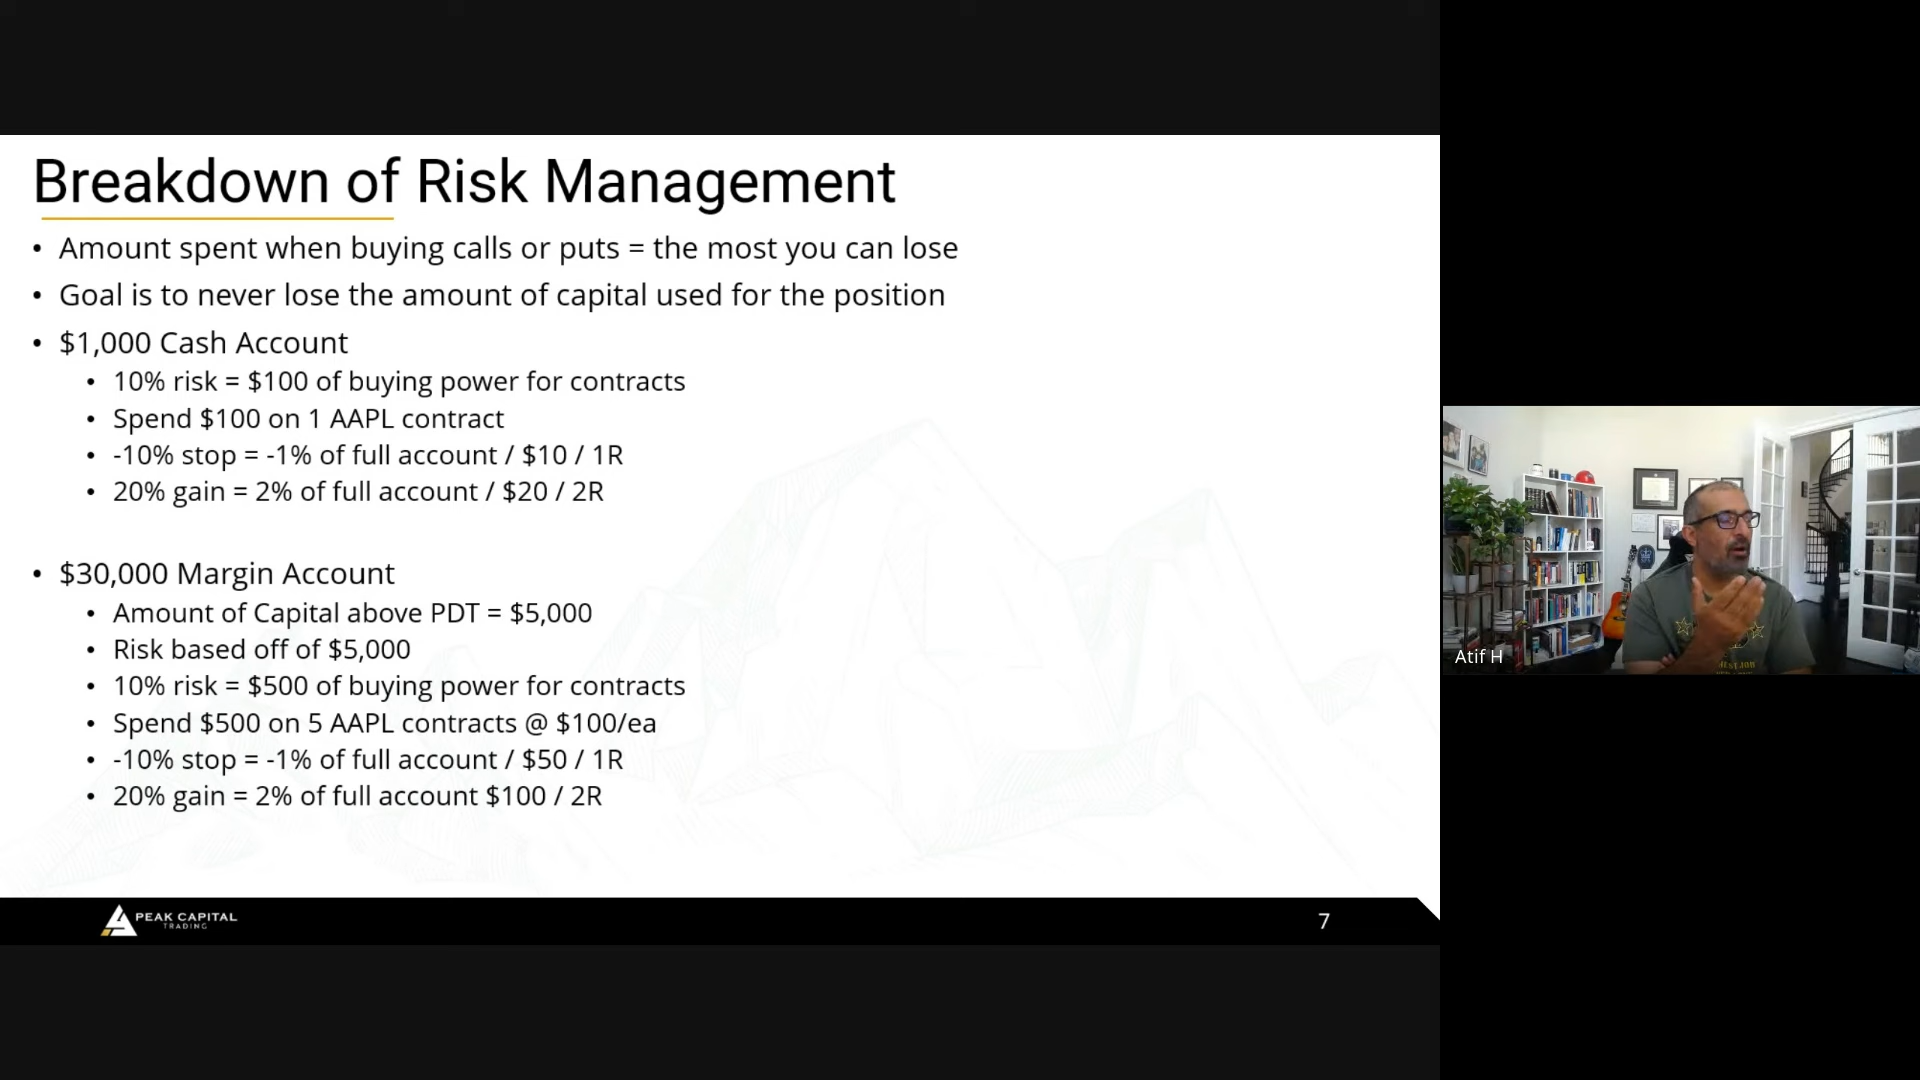 Breakdown of Risk Management
• Amount spent when buying calls or puts = the most you can lose
• Goal is to never lose the amount of capital used for the position
• $1,000 Cash Account
• 10% risk = $100 of buying power for contracts
• Spend $100 on 1 AAPL contract
• -10% stop = -1% of full account / $10 / 1R
• 20% gain = 2% of full account / $20 / 2R
• $30,000 Margin Account
• Amount of Capital above PDT = $5,000
• Risk based off of $5,000
• 10% risk = $500 of buying power for contracts
• Spend $500 on 5 AAPL contracts @ $100/ea
• -10% stop = -1% of full account / $50 / 1R
• 20% gain = 2% of full account $100 / 2R
PEAK CAPITAL
TRADING
7
Atif H